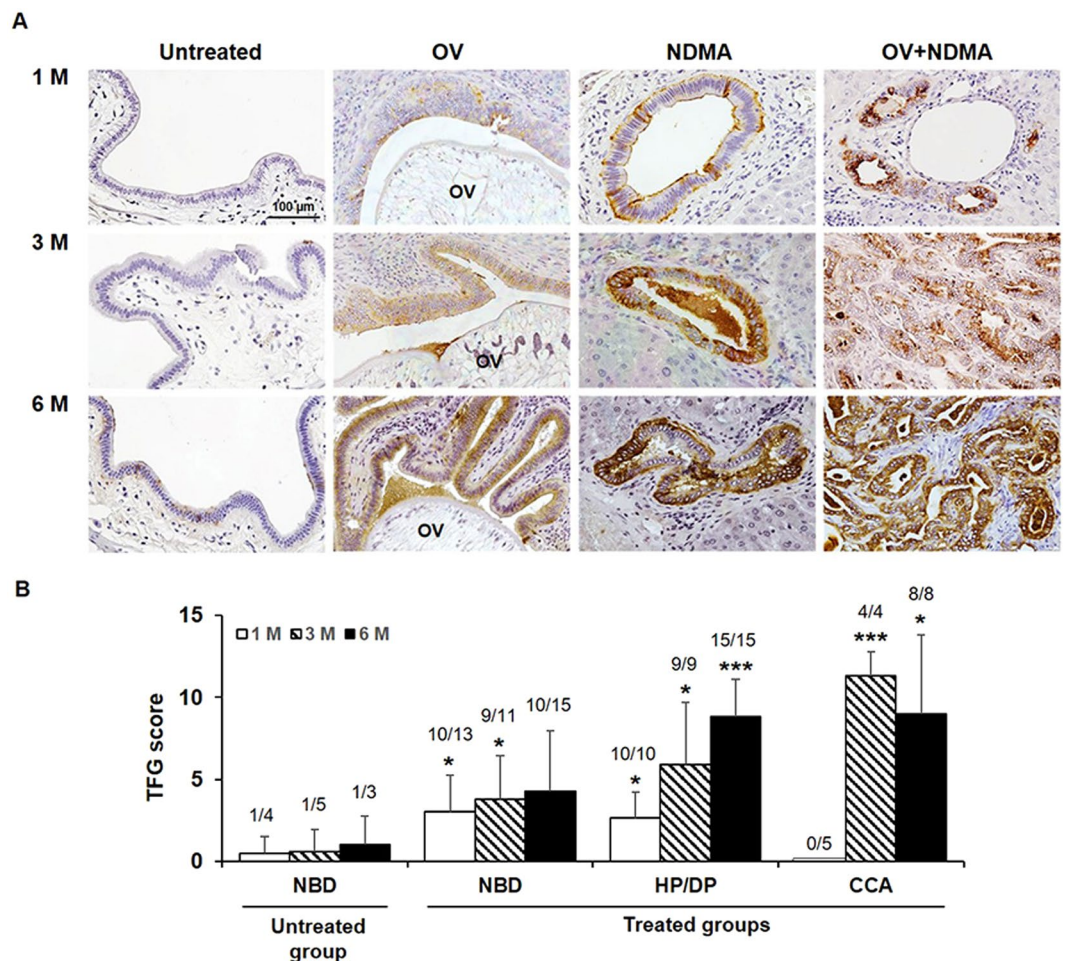 A
Untreated OV NDMA OV+NDMA
1 M
OV
100 µm
3 M
OV
6 M
OV
B
TFG score
15
10
5
0
1 M 3 M 6 M
1/4 1/5 1/3
10/13 9/11 10/15
* *
10/10 9/9 15/15
* * ***
0/5 4/4 8/8
*** *
NBD NBD HP/DP CCA
Untreated
group
Treated groups